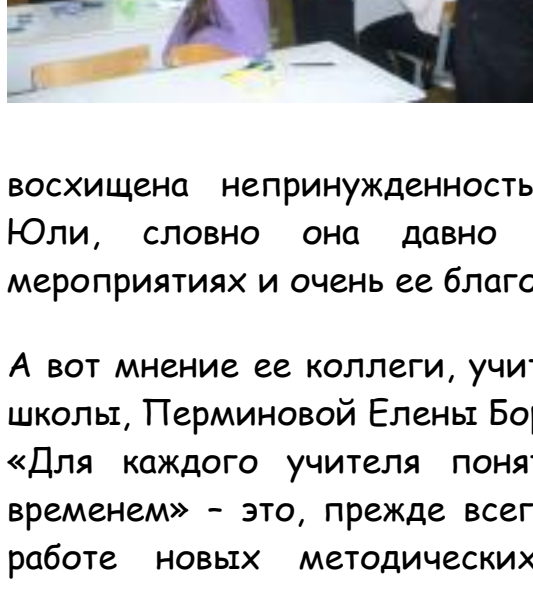 восхищена непринужденность
Юли, словно она давно
мероприятиях и очень ее благо
А вот мнение ее коллеги, учит
школы, Перминовой Елены Бор
«Для каждого учителя понят
временем» – это, прежде всег
работе новых методических